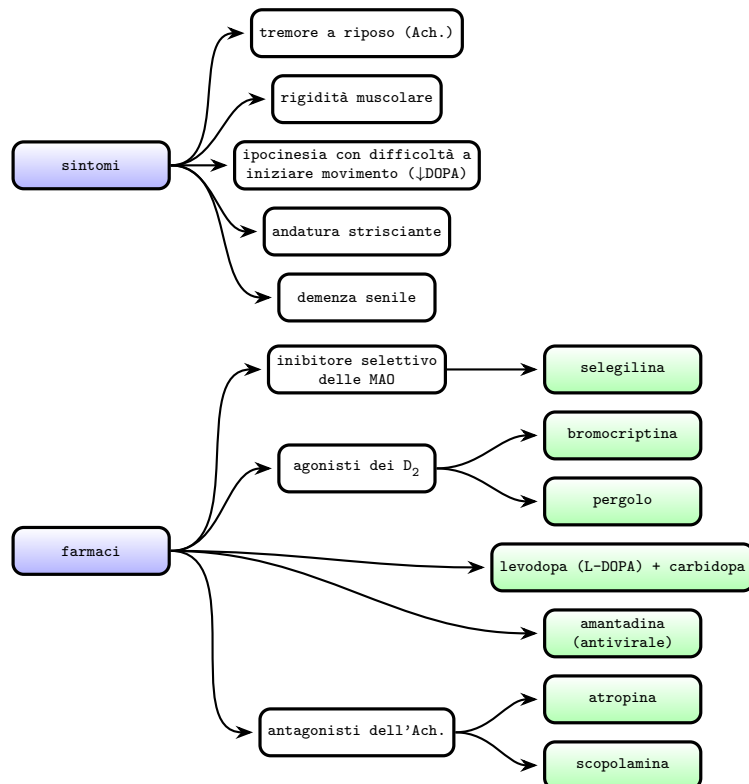 tremore a riposo (Ach.)
rigidità muscolare
sintomi
ipocinesia con difficoltà a
iniziare movimento (↓DOPA)
andatura strisciante
demenza senile
inibitore selettivo
delle MAO
selegilina
agonisti dei D₂
bromocriptina
pergolo
farmaci
levodopa (L-DOPA) + carbidopa
amantadina
(antivirale)
antagonisti dell'Ach.
atropina
scopolamina